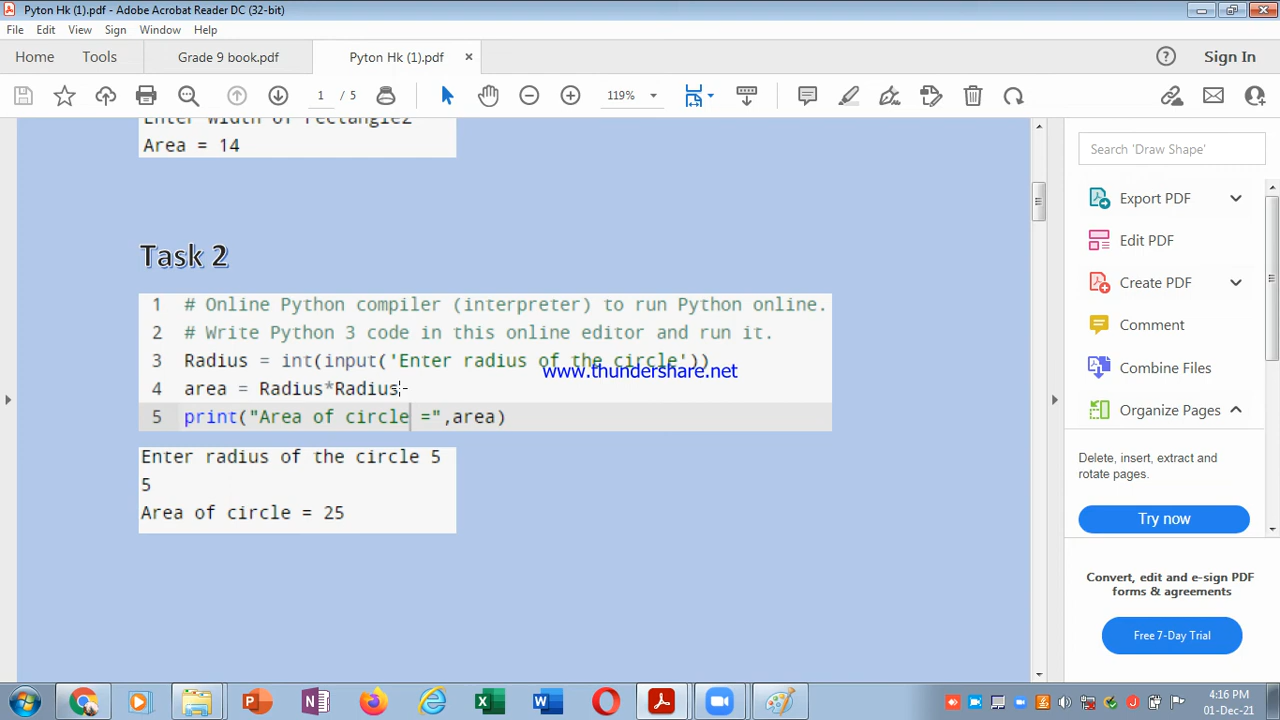 Pyton Hk (1).pdf - Adobe Acrobat Reader DC (32-bit)
File Edit View Sign Window Help
Home Tools Grade 9 book.pdf Pyton Hk (1).pdf × Sign In
1 / 5 119%
Enter width of rectangle2
Area = 14
Task 2
1 # Online Python compiler (interpreter) to run Python online.
2 # Write Python 3 code in this online editor and run it.
3 Radius = int(input('Enter radius of the circle'))
www.thundershare.net
4 area = Radius*Radius
5 print("Area of circle =",area)
Enter radius of the circle 5
5
Area of circle = 25
Search 'Draw Shape'
Export PDF
Edit PDF
Create PDF
Comment
Combine Files
Organize Pages
Delete, insert, extract and
rotate pages.
Try now
Convert, edit and e-sign PDF
forms & agreements
Free 7-Day Trial
4:16 PM
01-Dec-21